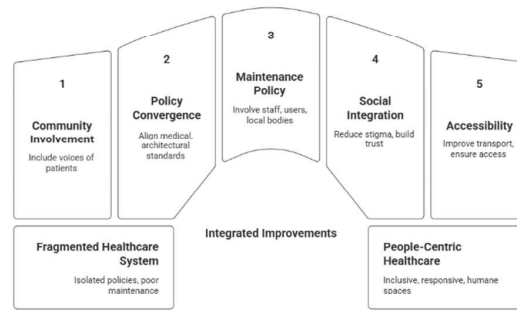 1
Community
Involvement
Include voices of
patients
2
Policy
Convergence
Align medical,
architectural
standards
3
Maintenance
Policy
Involve staff, users,
local bodies
4
Social
Integration
Reduce stigma, build
trust
5
Accessibility
Improve transport,
ensure access
Fragmented Healthcare
System
Isolated policies, poor
maintenance
Integrated Improvements
People-Centric
Healthcare
Inclusive, responsive, humane
spaces